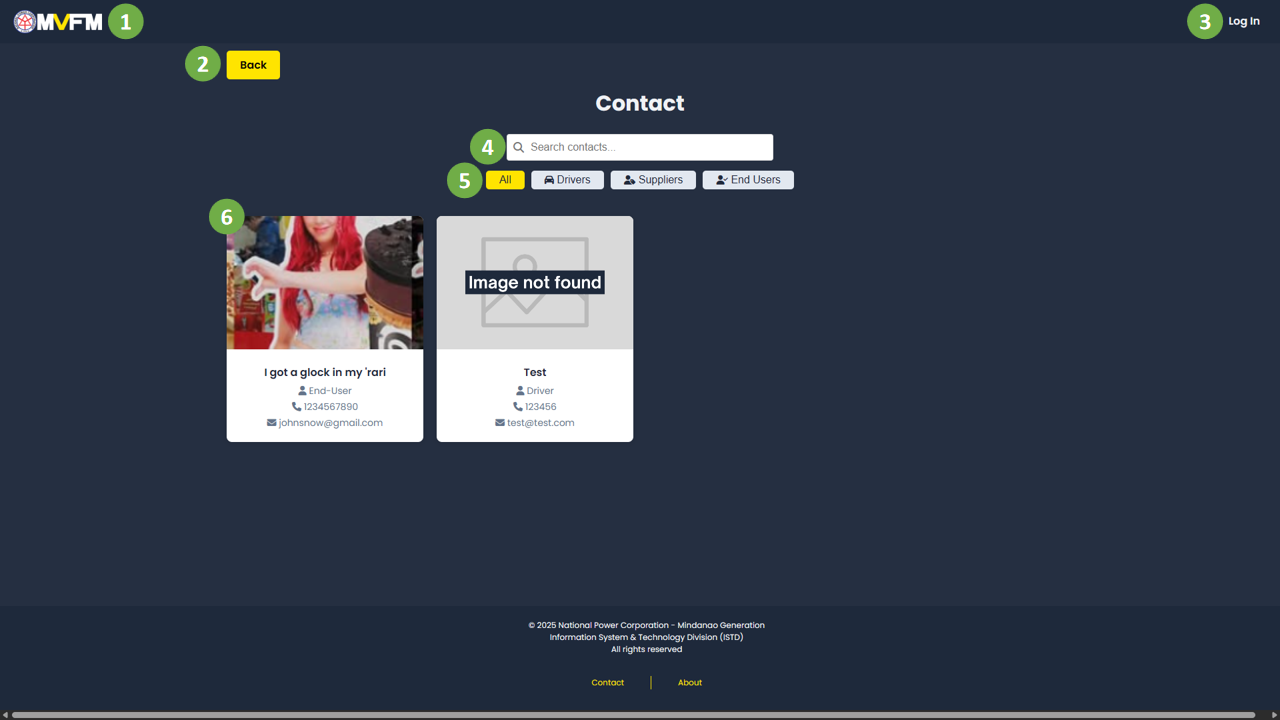 MVFM 1
3 Log In
2 Back
Contact
4 Search contacts...
5 All Drivers Suppliers End Users
6
Image not found
I got a glock in my 'rari
End-User
1234567890
johnsnow@gmail.com
Test
Driver
123456
test@test.com
© 2025 National Power Corporation - Mindanao Generation
Information System & Technology Division (ISTD)
All rights reserved
Contact | About